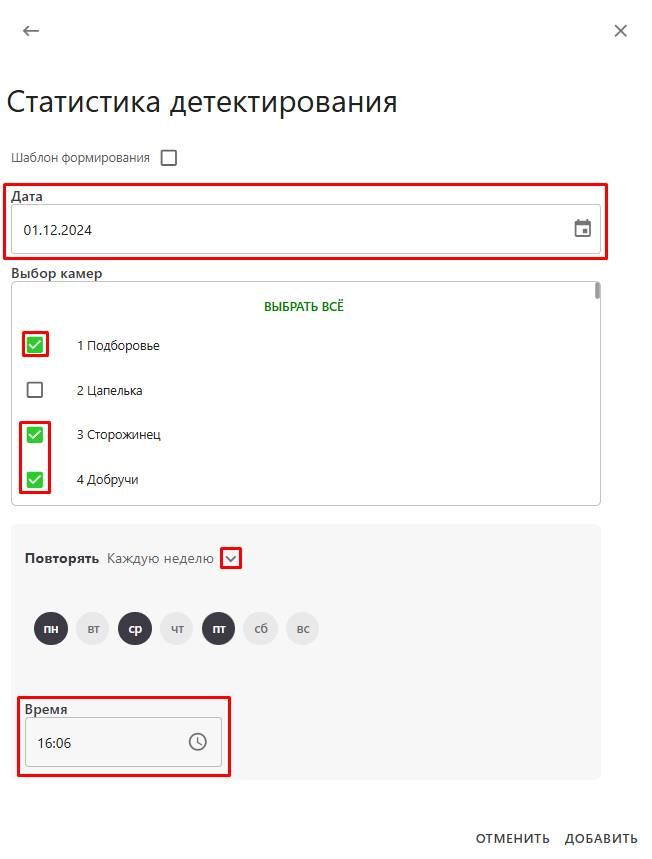 Статистика детектирования
Шаблон формирования
Дата
01.12.2024
Выбор камер
ВЫБРАТЬ ВСЁ
1 Подборовье
2 Цапелька
3 Сторожинец
4 Добручи
Повторять Каждую неделю
пн вт ср чт пт сб вс
Время
16:06
ОТМЕНИТЬ ДОБАВИТЬ